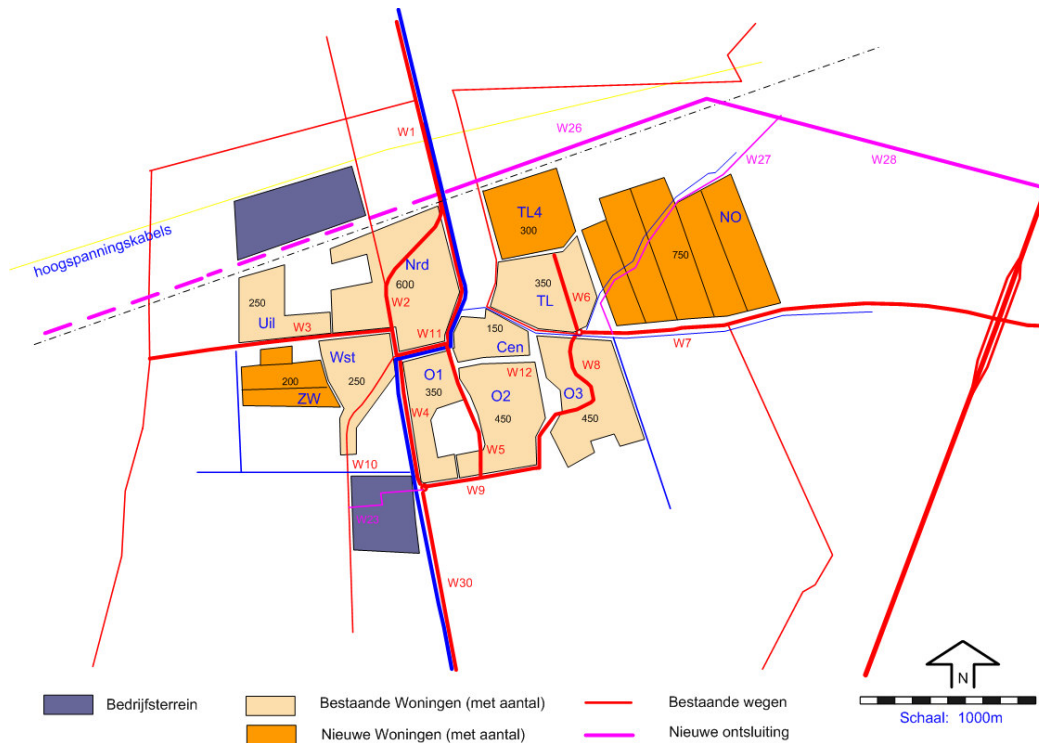 W1
W26
W27
W28
hoogspanningskabels
TL4
300
NO
750
Nrd
600
W2
250
Uil
W3
350
TL
W6
W11
150
Cen
W7
Wst
250
200
ZW
O1
350
W4
W12
O2
450
W5
W8
O3
450
W10
W9
W30
N
Schaal: 1000m
Bedrijfsterrein
Bestaande Woningen (met aantal)
Bestaande wegen
Nieuwe Woningen (met aantal)
Nieuwe ontsluiting